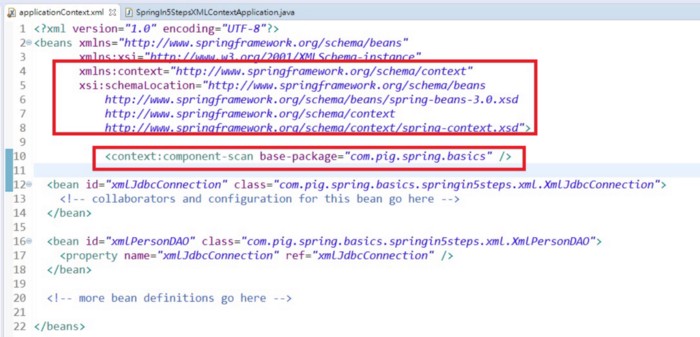 applicationContext.xml SpringIn5StepsXMLContextApplication.java
1 <?xml version="1.0" encoding="UTF-8"?>
2 <beans xmlns="http://www.springframework.org/schema/beans"
3 xmlns:xsi="http://www.w3.org/2001/XMLSchema-instance"
4 xmlns:context="http://www.springframework.org/schema/context"
5 xsi:schemaLocation="http://www.springframework.org/schema/beans
6 http://www.springframework.org/schema/beans/spring-beans-3.0.xsd
7 http://www.springframework.org/schema/context
8 http://www.springframework.org/schema/context/spring-context.xsd">
9
10 <context:component-scan base-package="com.pig.spring.basics" />
11
12 <bean id="xmlJdbcConnection" class="com.pig.spring.basics.springin5steps.xml.XmlJdbcConnection">
13 <!-- collaborators and configuration for this bean go here -->
14 </bean>
15
16 <bean id="xmlPersonDAO" class="com.pig.spring.basics.springin5steps.xml.XmlPersonDAO">
17 <property name="xmlJdbcConnection" ref="xmlJdbcConnection" />
18 </bean>
19
20 <!-- more bean definitions go here -->
21
22 </beans>